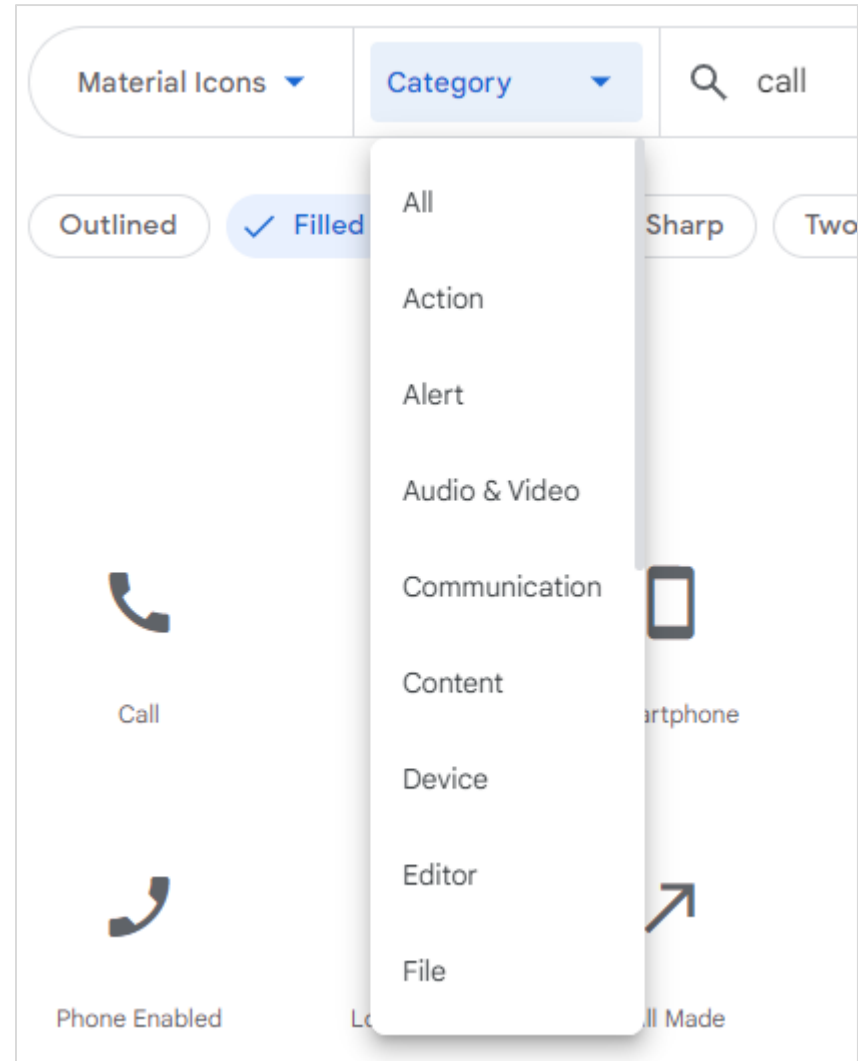 Material Icons Category call
Outlined Filled Sharp Two
All
Action
Alert
Audio & Video
Communication
Content
Device
Editor
File
Call
Phone Enabled Made